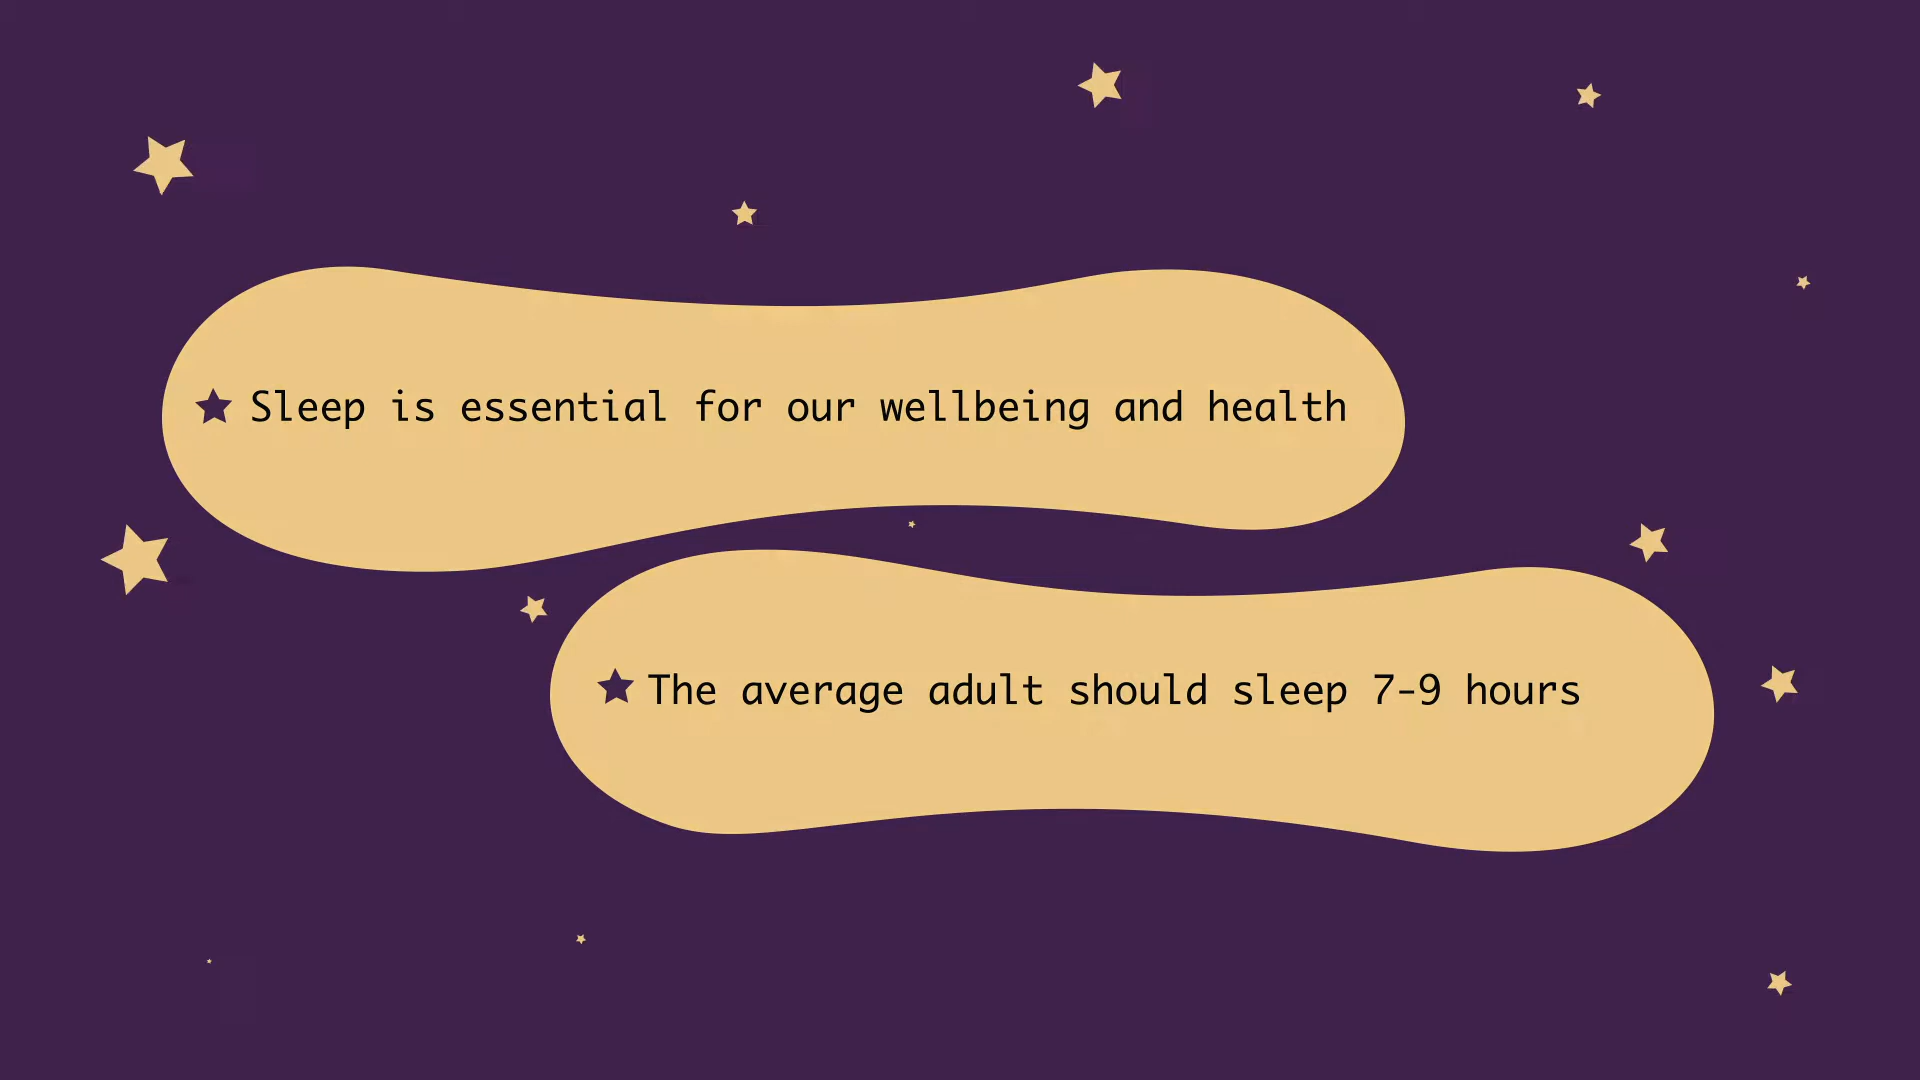 Sleep is essential for our wellbeing and health
The average adult should sleep 7-9 hours